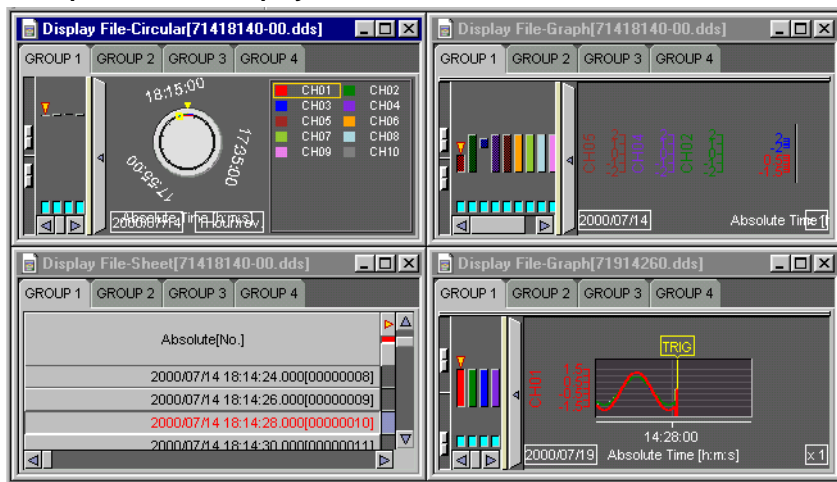 Display File-Circular[71418140-00.dds]
GROUP 1 GROUP 2 GROUP 3 GROUP 4
18:15:00
17:35:00
17:55:00
Absolute Time [h:m:s]
2000/07/14 1hour/rev.
CH01 CH02
CH03 CH04
CH05 CH06
CH07 CH08
CH09 CH10
Display File-Graph[71418140-00.dds]
GROUP 1 GROUP 2 GROUP 3 GROUP 4
CH05
CH02
2000/07/14 Absolute Time
Display File-Sheet[71418140-00.dds]
GROUP 1 GROUP 2 GROUP 3 GROUP 4
Absolute[No.]
2000/07/14 18:14:24.000[00000008]
2000/07/14 18:14:26.000[00000009]
2000/07/14 18:14:28.000[00000010]
2000/07/14 18:14:30.000[00000011]
Display File-Graph[71914260.dds]
GROUP 1 GROUP 2 GROUP 3 GROUP 4
TRIG
CH01
14:28:00
2000/07/19 Absolute Time [h:m:s] x 1